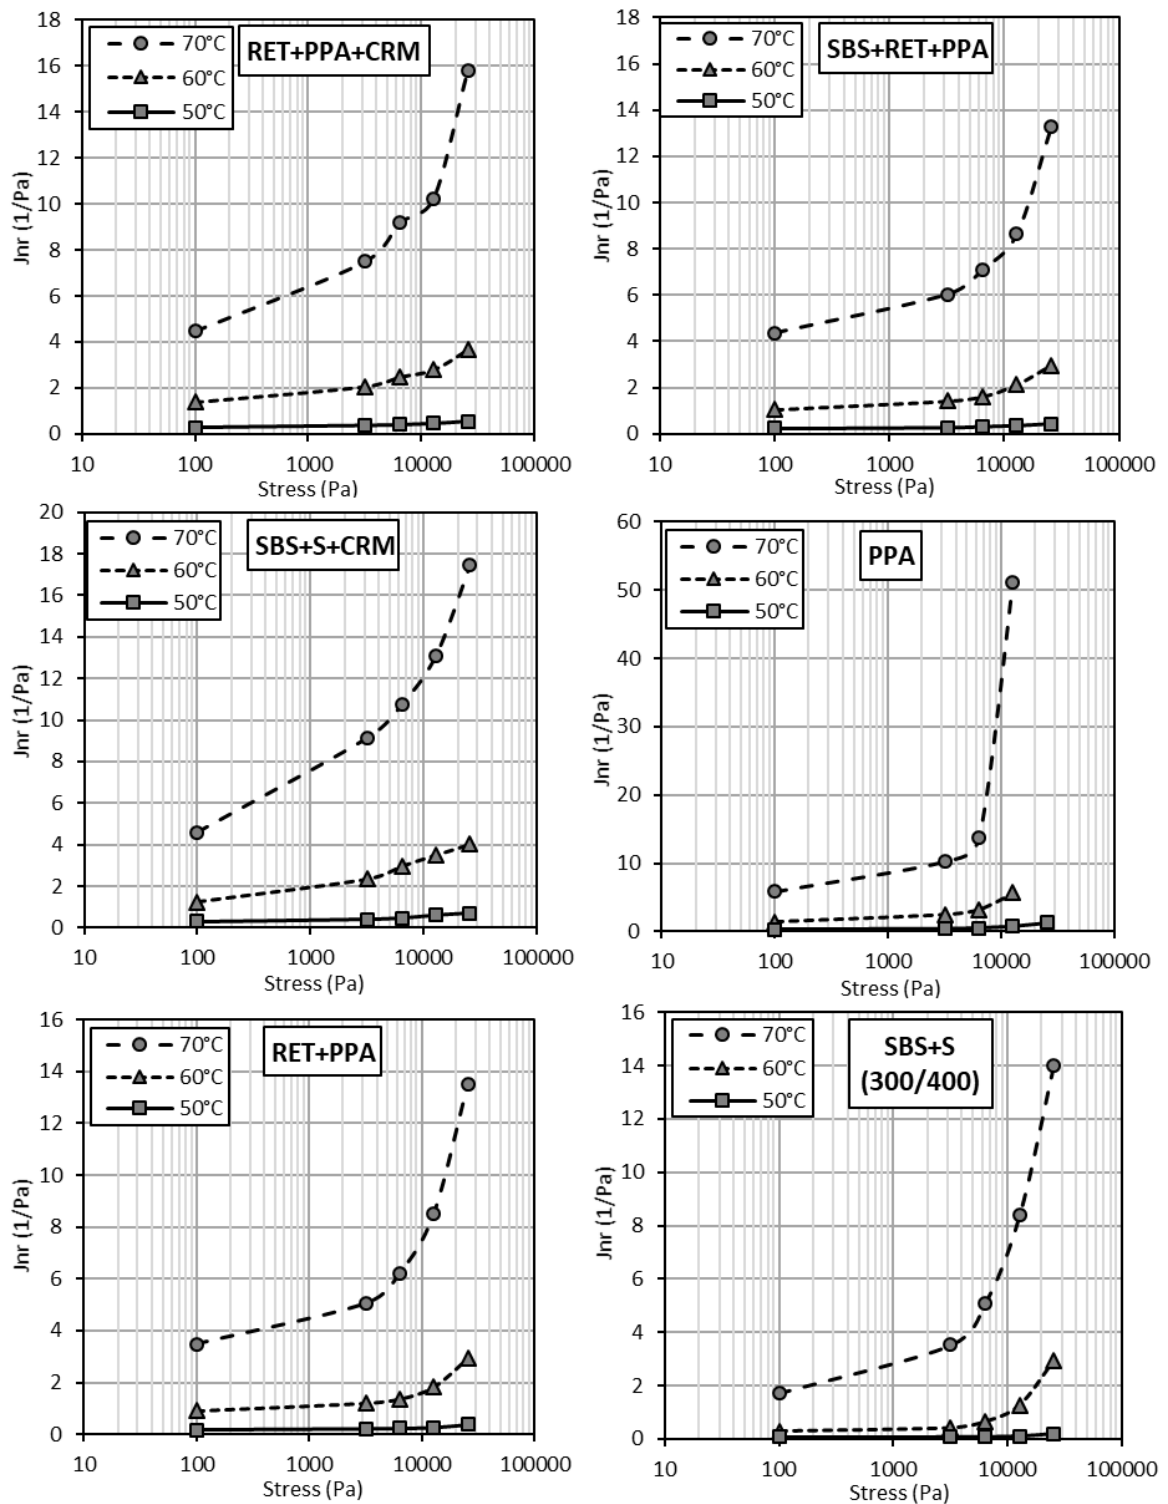 18
16
14
12
10
8
6
4
2
0
Jnr (1/Pa)
70°C
60°C
50°C
RET+PPA+CRM
10 100 1000 10000 100000
Stress (Pa)
18
16
14
12
10
8
6
4
2
0
Jnr (1/Pa)
70°C
60°C
50°C
SBS+RET+PPA
10 100 1000 10000 100000
Stress (Pa)
20
18
16
14
12
10
8
6
4
2
0
Jnr (1/Pa)
70°C
60°C
50°C
SBS+S+CRM
10 100 1000 10000 100000
Stress (Pa)
60
50
40
30
20
10
0
Jnr (1/Pa)
70°C
60°C
50°C
PPA
10 100 1000 10000 100000
Stress (Pa)
16
14
12
10
8
6
4
2
0
Jnr (1/Pa)
70°C
60°C
50°C
RET+PPA
10 100 1000 10000 100000
Stress (Pa)
16
14
12
10
8
6
4
2
0
Jnr (1/Pa)
70°C
60°C
50°C
SBS+S
(300/400)
10 100 1000 10000 100000
Stress (Pa)